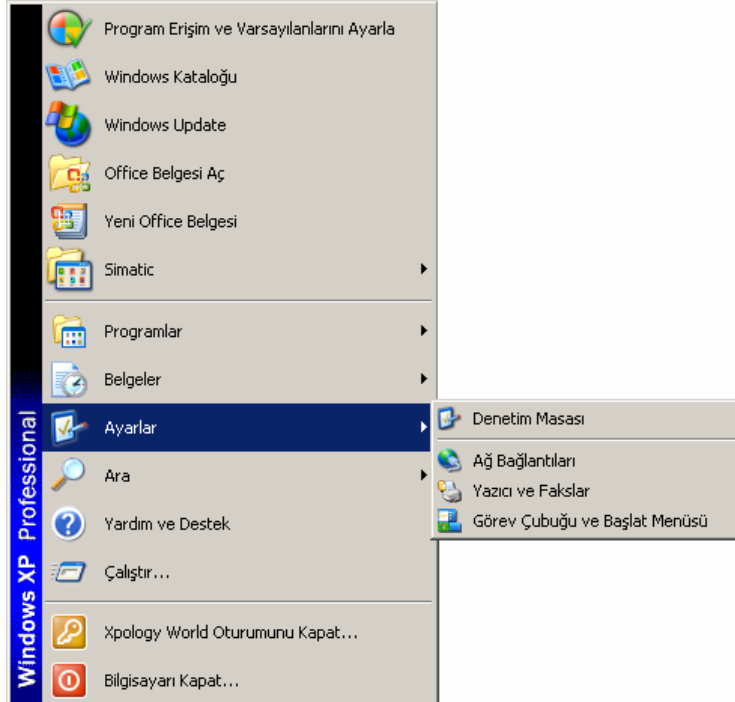 Program Erişim ve Varsayılanlarını Ayarla
Windows Kataloğu
Windows Update
Office Belgesi Aç
Yeni Office Belgesi
Simatic
Programlar
Belgeler
Ayarlar
Ara
Yardım ve Destek
Çalıştır...
Xpology World Oturumunu Kapat...
Bilgisayarı Kapat...
Windows XP Professional
Denetim Masası
Ağ Bağlantıları
Yazıcı ve Fakslar
Görev Çubuğu ve Başlat Menüsü